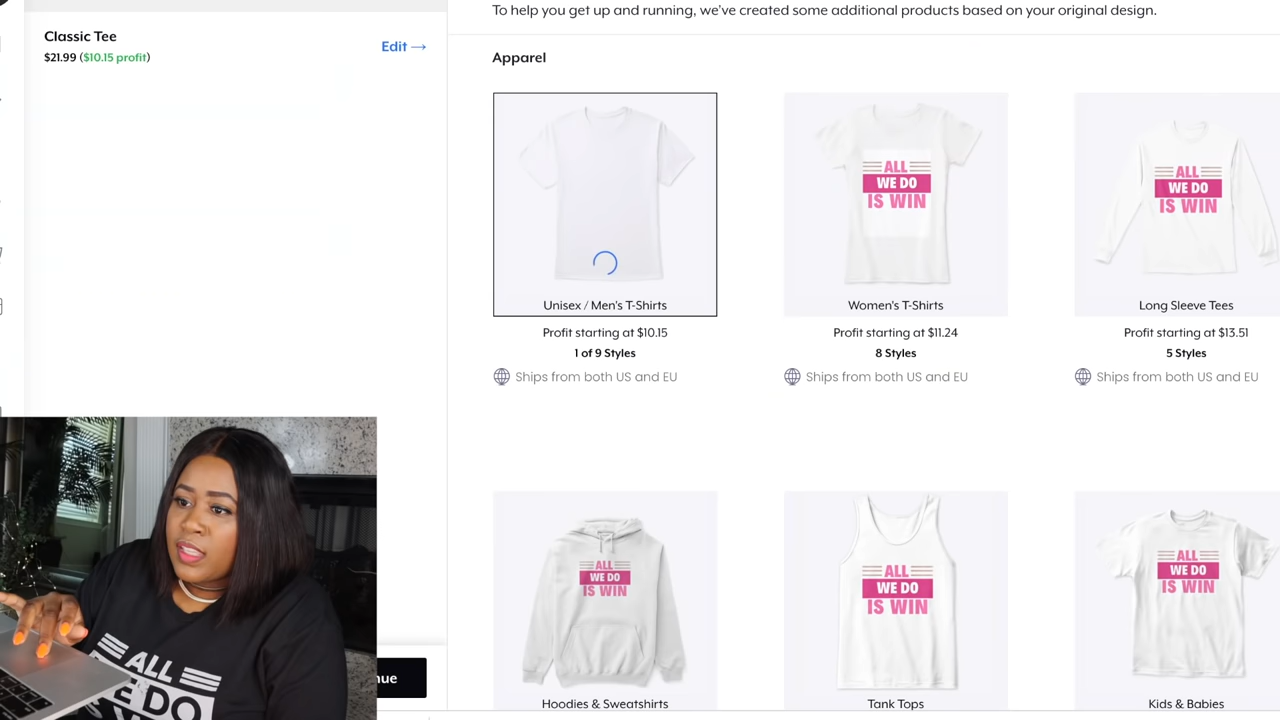 To help you get up and running, we've created some additional products based on your original design.
Classic Tee
$21.99 ($10.15 profit)
Edit →
Apparel
ALL
WE DO
IS WIN
ALL
WE DO
IS WIN
Unisex / Men's T-Shirts
Women's T-Shirts
Long Sleeve Tees
Profit starting at $10.15
Profit starting at $11.24
Profit starting at $13.51
1 of 9 Styles
8 Styles
5 Styles
Ships from both US and EU
Ships from both US and EU
Ships from both US and EU
ALL
WE DO
IS WIN
ALL
WE DO
IS WIN
ALL
WE DO
IS WIN
Hoodies & Sweatshirts
Tank Tops
Kids & Babies
ALL